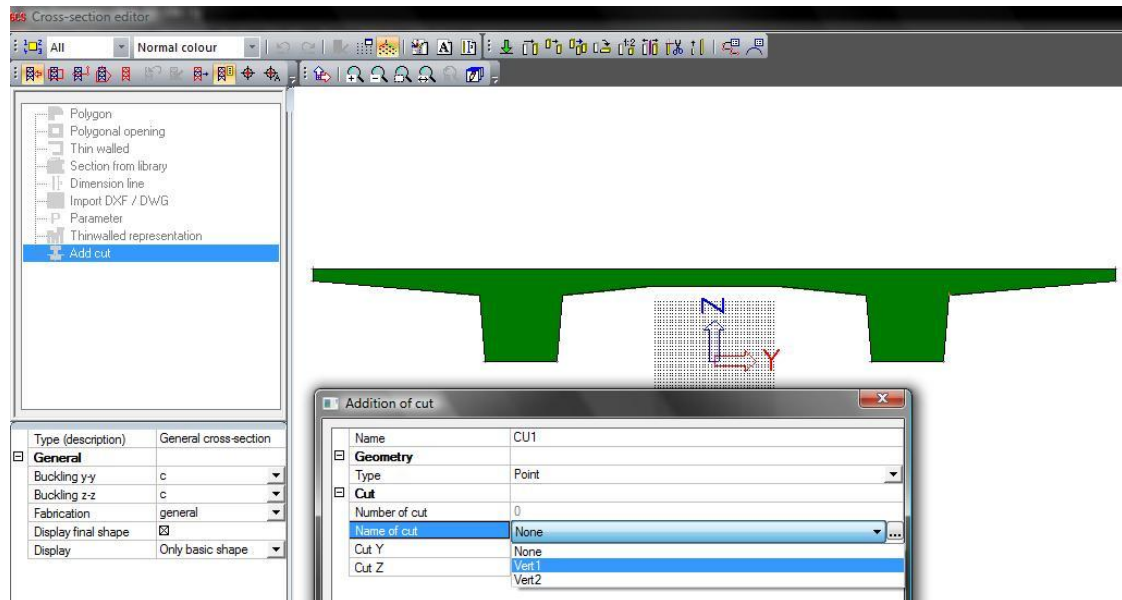 Cross-section editor
All Normal colour
Polygon
Polygonal opening
Thin walled
Section from library
Dimension line
Import DXF / DWG
Parameter
Thinwalled representation
Add cut
Z
Y
Type (description) General cross-section
General
Buckling y-y c
Buckling z-z c
Fabrication general
Display final shape
Display Only basic shape
Addition of cut
Name CU1
Geometry
Type Point
Cut
Number of cut 0
Name of cut None
Cut Y None
Cut Z Vert1
Vert2